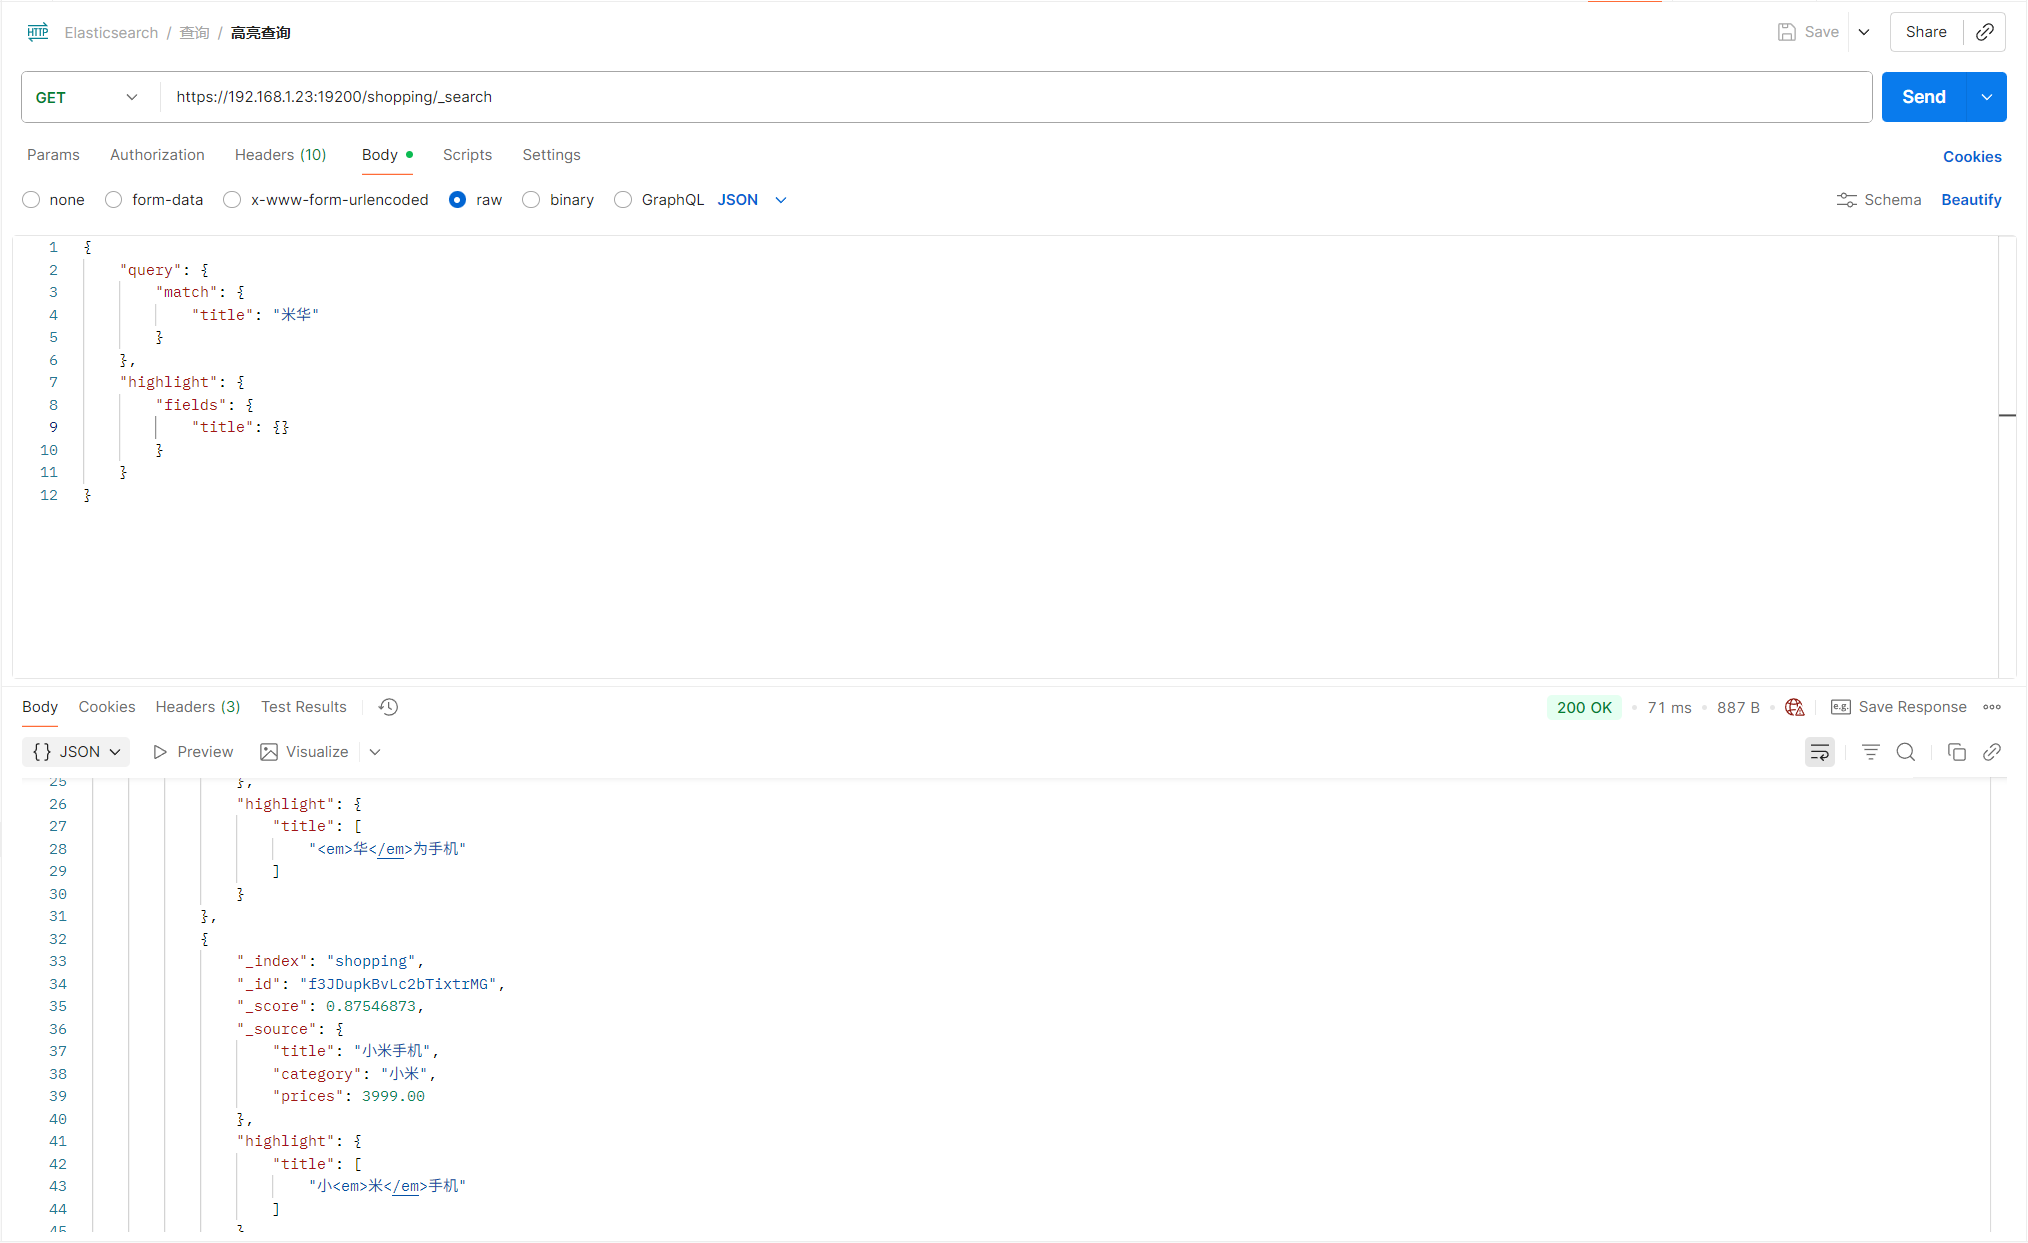 HTTP Elasticsearch / 查询 / 高亮查询 Save Share
GET https://192.168.1.23:19200/shopping/_search Send
Params Authorization Headers (10) Body Scripts Settings Cookies
none form-data x-www-form-urlencoded raw binary GraphQL JSON Schema Beautify
1 {
2 "query": {
3 "match": {
4 "title": "米华"
5 }
6 },
7 "highlight": {
8 "fields": {
9 "title": {}
10 }
11 }
12 }
Body Cookies Headers (3) Test Results 200 OK 71 ms 887 B e.g. Save Response
{} JSON Preview Visualize
25 },
26 "highlight": {
27 "title": [
28 "<em>华</em>为手机"
29 ]
30 }
31 },
32 {
33 "_index": "shopping",
34 "_id": "f3JDupkBvLc2bTixtrMG",
35 "_score": 0.87546873,
36 "_source": {
37 "title": "小米手机",
38 "category": "小米",
39 "prices": 3999.00
40 },
41 "highlight": {
42 "title": [
43 "小<em>米</em>手机"
44 ]
45 }